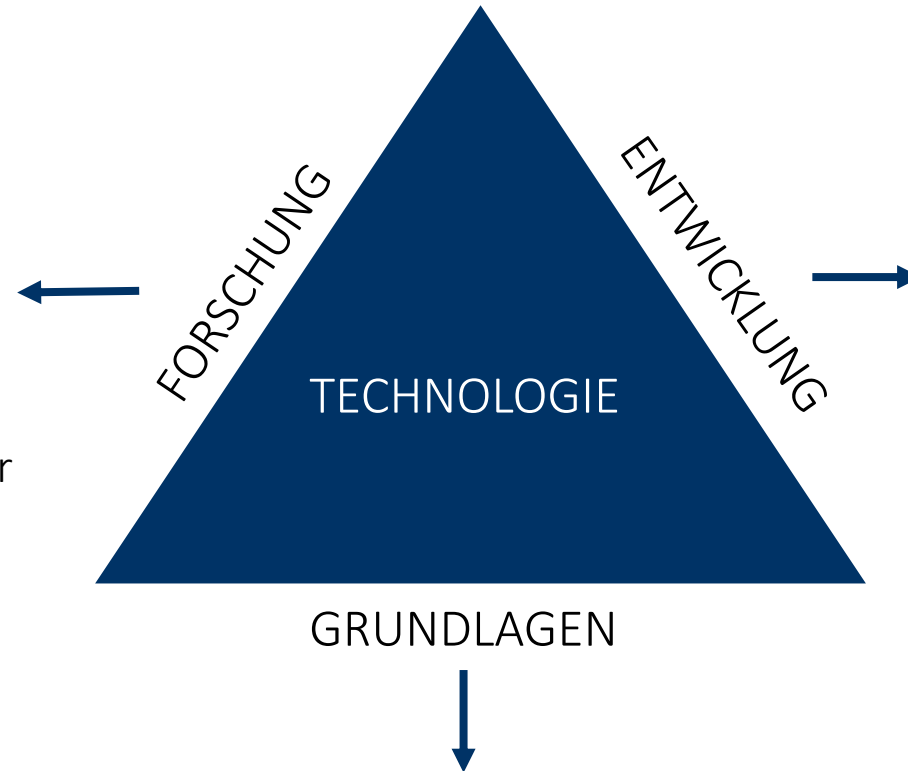 FORSCHUNG
ENTWICKLUNG
TECHNOLOGIE
r
GRUNDLAGEN